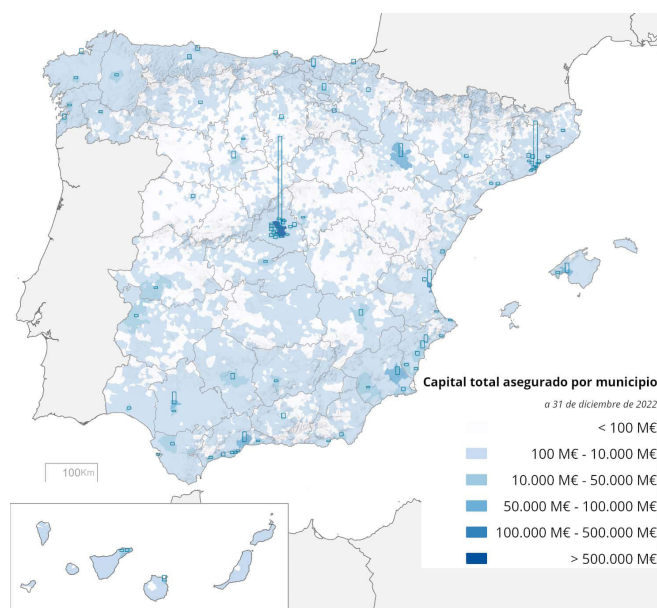 Capital total asegurado por municipio
a 31 de diciembre de 2022
< 100 M€
100 M€ - 10.000 M€
10.000 M€ - 50.000 M€
50.000 M€ - 100.000 M€
100.000 M€ - 500.000 M€
> 500.000 M€
100Km